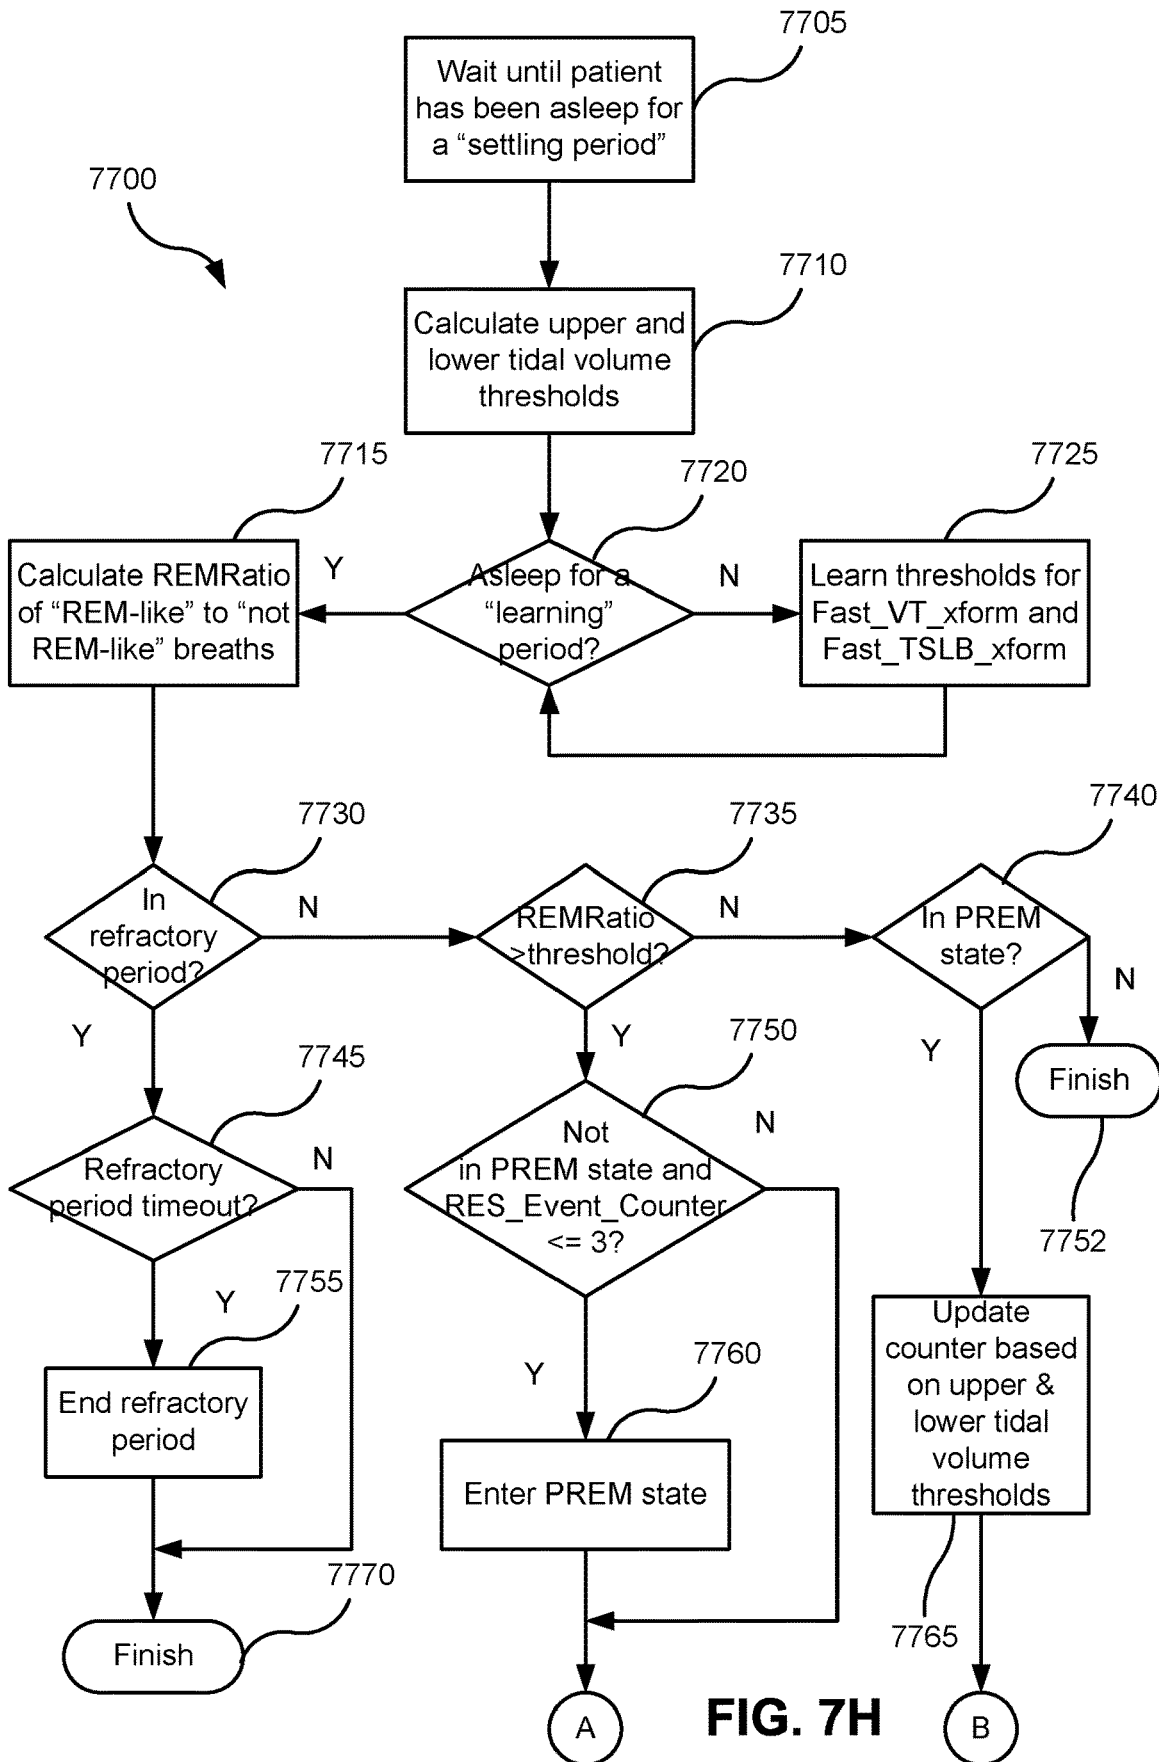 7705
Wait until patient
has been asleep for
a “settling period”
7700
7710
Calculate upper and
lower tidal volume
thresholds
7715
7720
7725
Calculate REMRatio
of “REM-like” to “not
REM-like” breaths
Y
Asleep for a
“learning”
period?
N
Learn thresholds for
Fast_VT_xform and
Fast_TSLB_xform
7730
7735
7740
In
refractory
period?
N
REMRatio
>threshold?
N
In PREM
state?
N
Y
Y
Y
Finish
7752
7745
7750
Refractory
period timeout?
N
Not
in PREM state and
RES_Event_Counter
<= 3?
N
Y
7755
Y
7760
End refractory
period
Enter PREM state
Update
counter based
on upper &
lower tidal
volume
thresholds
7765
7770
Finish
A
FIG. 7H
B